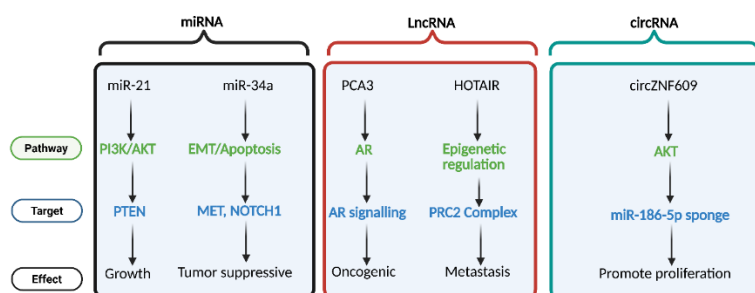 miRNA
LncRNA
circRNA
miR-21
miR-34a
PCA3
HOTAIR
circZNF609
Pathway
PI3K/AKT
EMT/Apoptosis
AR
Epigenetic
regulation
AKT
Target
PTEN
MET, NOTCH1
AR signalling
PRC2 Complex
miR-186-5p sponge
Effect
Growth
Tumor suppressive
Oncogenic
Metastasis
Promote proliferation